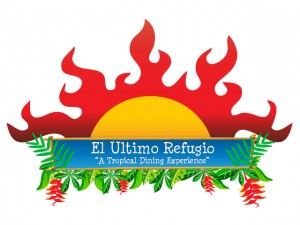 El Ultimo Refugio
"A Tropical Dining Experience"